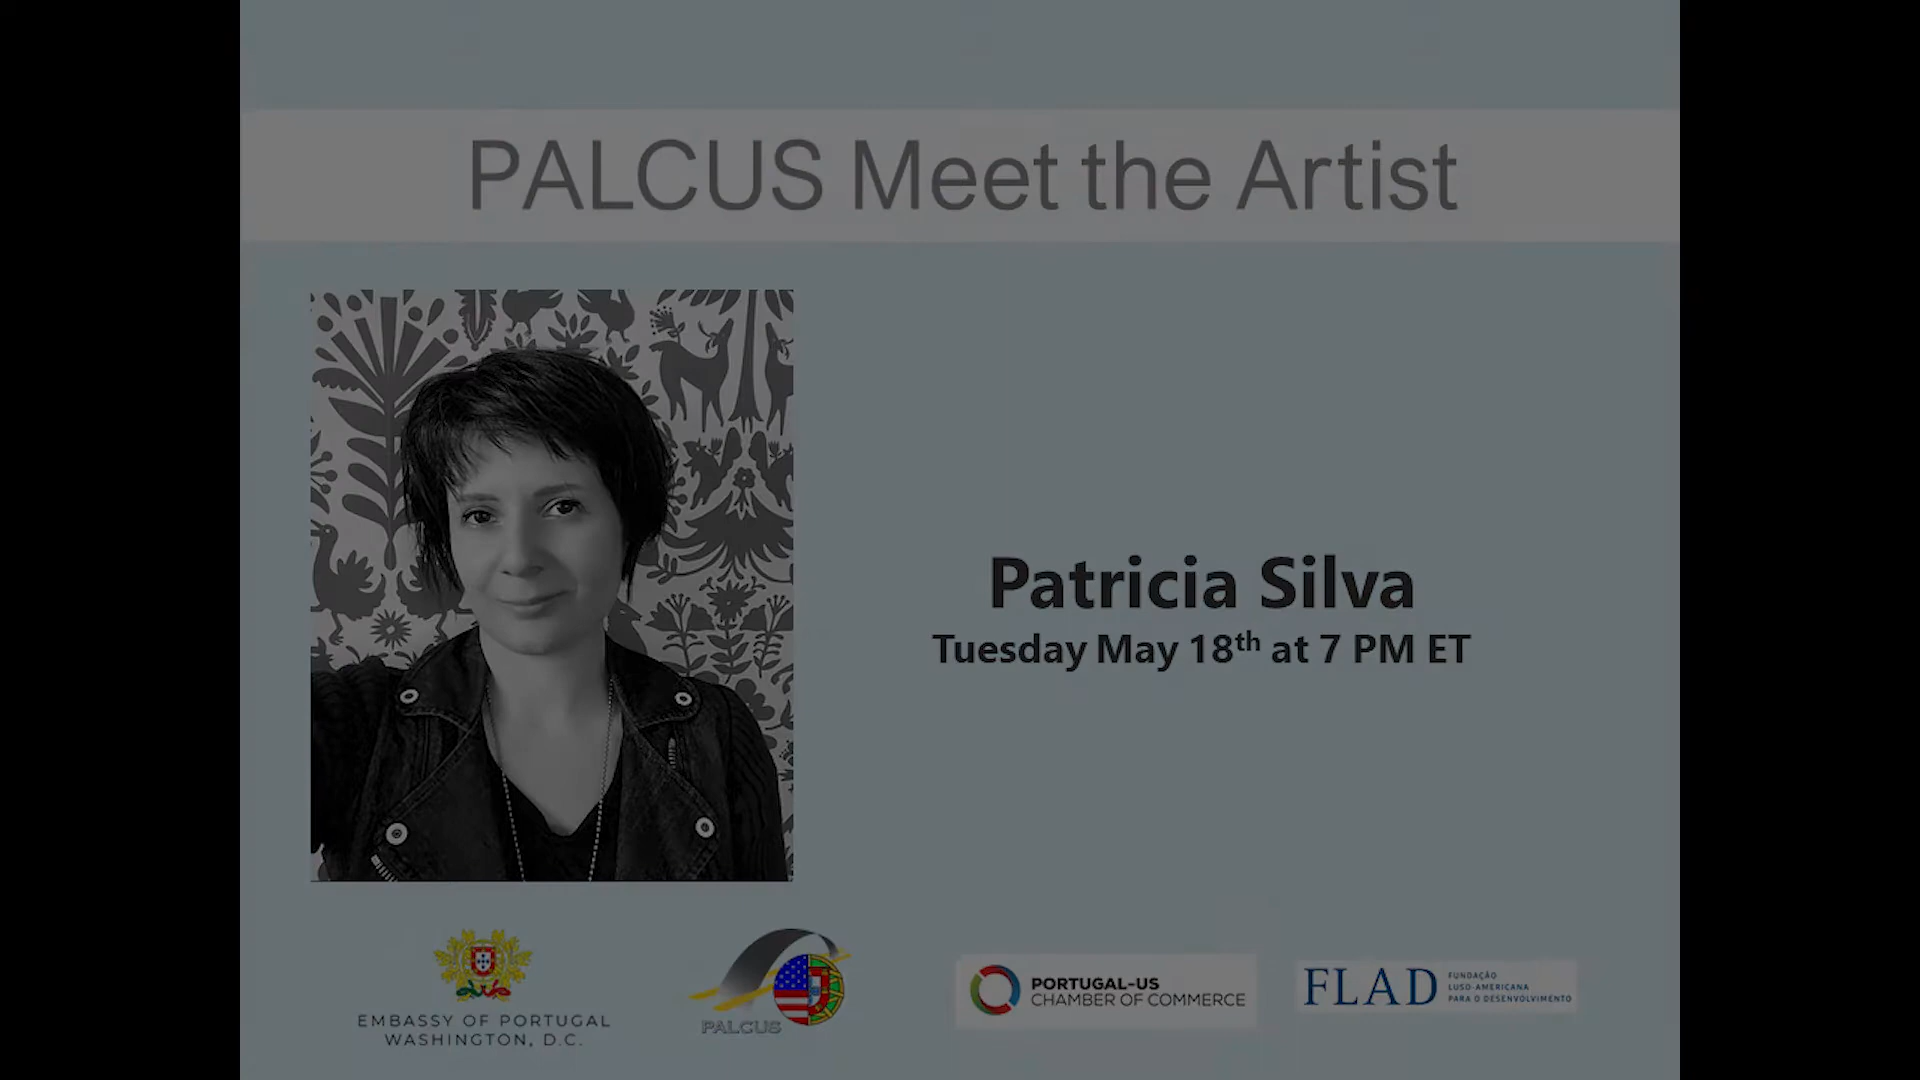 PALCUS Meet the Artist
Patricia Silva
Tuesday May 18th at 7 PM ET
EMBASSY OF PORTUGAL
WASHINGTON, D.C.
PALCUS
PORTUGAL-US
CHAMBER OF COMMERCE
FLAD
FUNDAÇÃO
LUSO-AMERICANA
PARA O DESENVOLVIMENTO